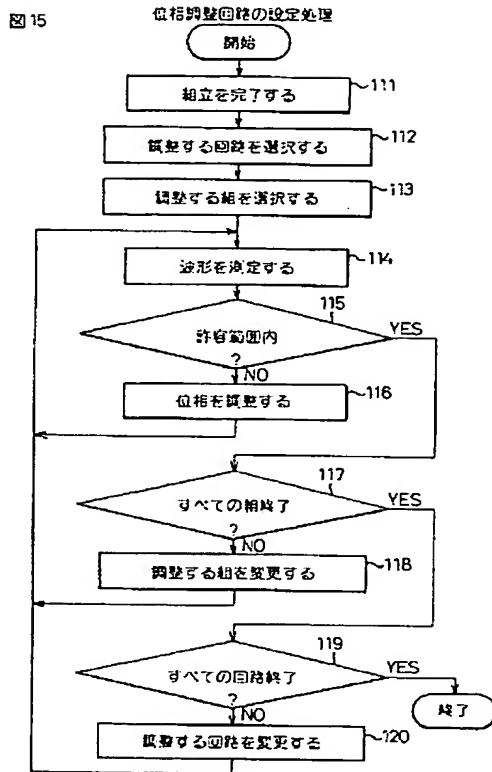 図15
位相調整回路の設定処理
開始
組立を完了する
111
調整する回路を選択する
112
調整する組を選択する
113
波形を測定する
114
115
許容範囲内
?
YES
NO
位相を調整する
116
117
すべての組終了
?
YES
NO
調整する組を変更する
118
119
すべての回路終了
?
YES
NO
終了
調整する回路を変更する
120